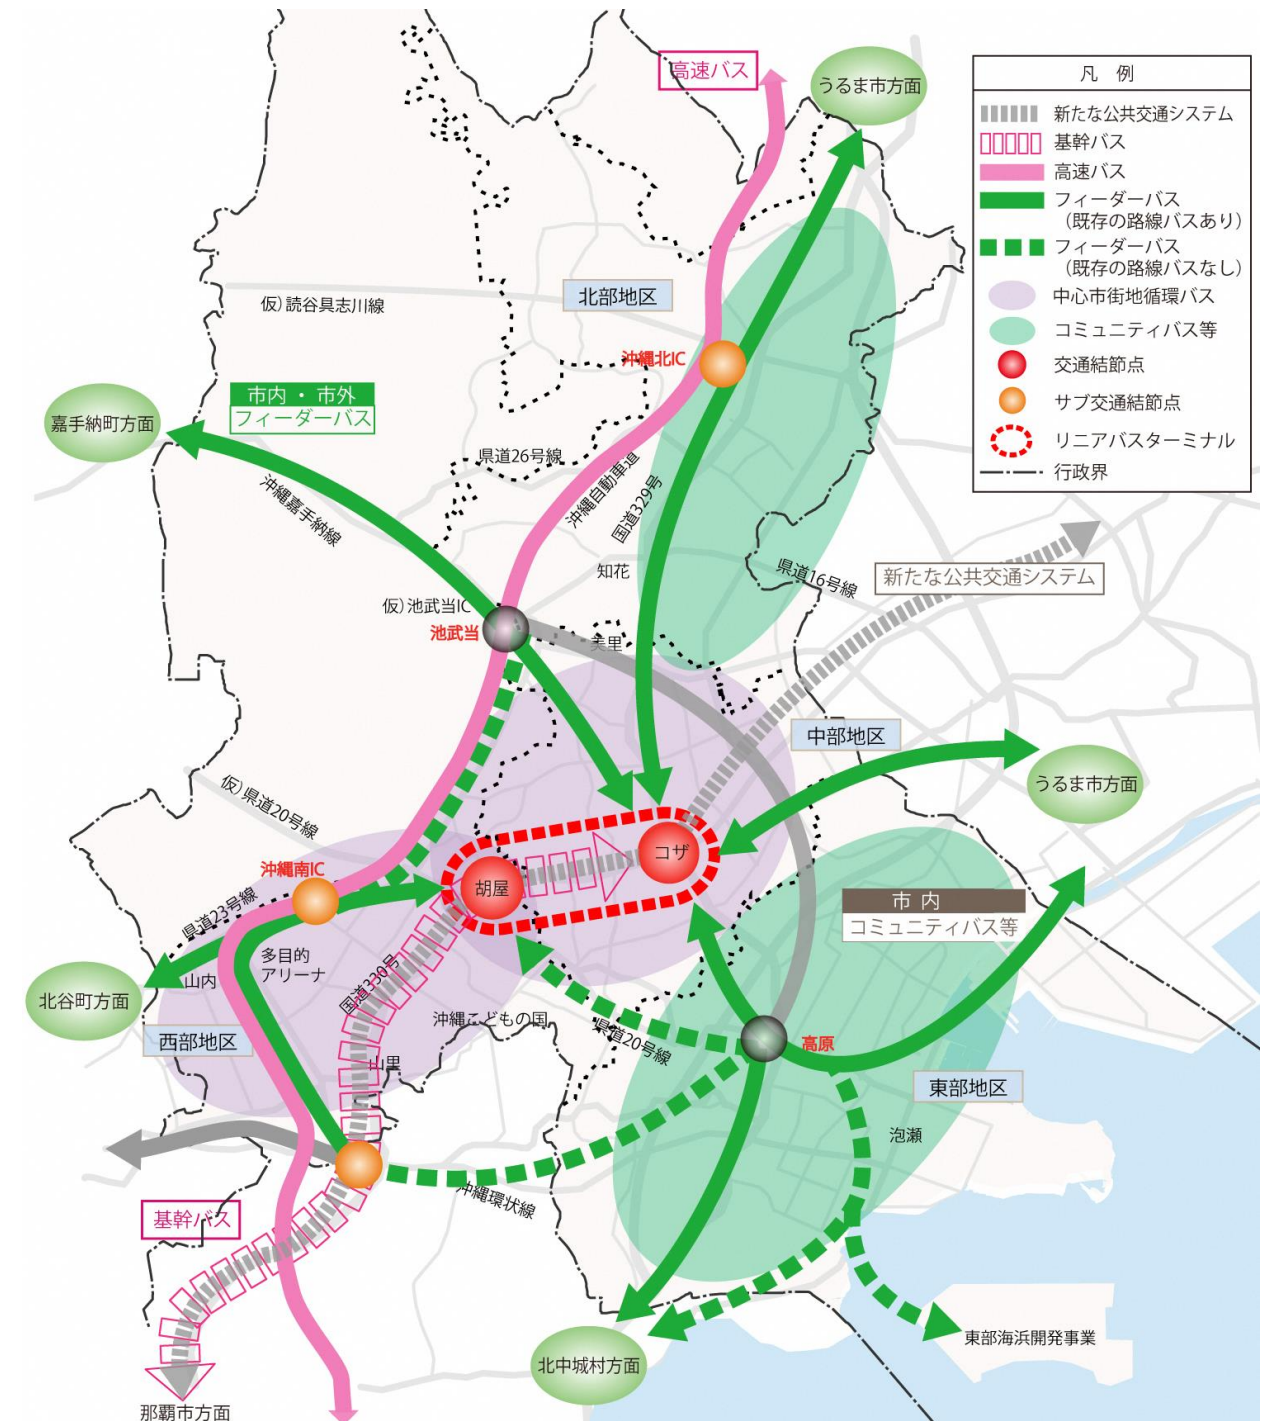 高速バス
うるま市方面
凡 例
新たな公共交通システム
基幹バス
高速バス
フィーダーバス
（既存の路線バスあり）
フィーダーバス
（既存の路線バスなし）
中心市街地循環バス
コミュニティバス等
交通結節点
サブ交通結節点
リニアバスターミナル
行政界
北部地区
仮）読谷具志川線
沖縄北IC
市内・市外
フィーダーバス
嘉手納町方面
県道26号線
沖縄自動車道
国道329号
沖縄嘉手納線
知花
県道16号線
新たな公共交通システム
仮）池武当IC
池武当
美里
中部地区
うるま市方面
仮）県道20号線
コザ
胡屋
沖縄南IC
県道23号線
市内
コミュニティバス等
多目的
アリーナ
山内
国道330号
北谷町方面
沖縄こどもの国
県道20号線
西部地区
高原
山里
東部地区
泡瀬
沖縄環状線
基幹バス
東部海浜開発事業
北中城村方面
那覇市方面